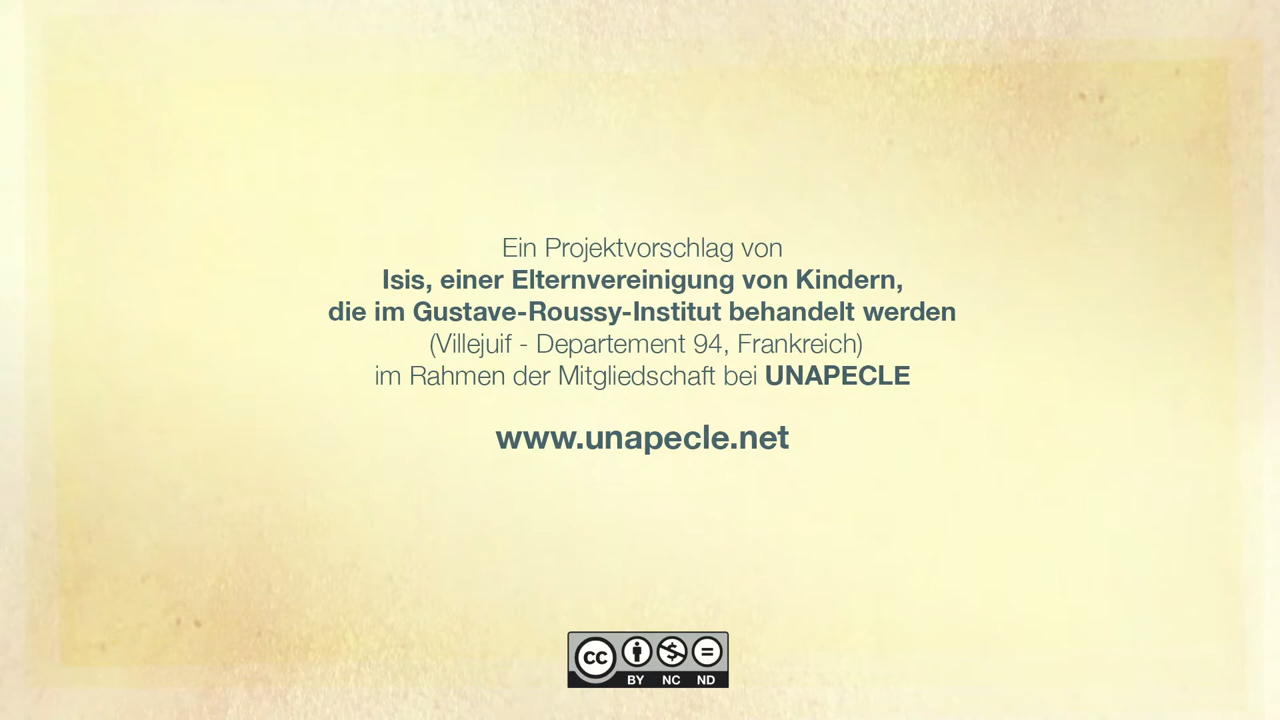 Ein Projektvorschlag von
Isis, einer Elternvereinigung von Kindern,
die im Gustave-Roussy-Institut behandelt werden
(Villejuif - Departement 94, Frankreich)
im Rahmen der Mitgliedschaft bei UNAPECLE
www.unapecle.net
cc
BY NC ND